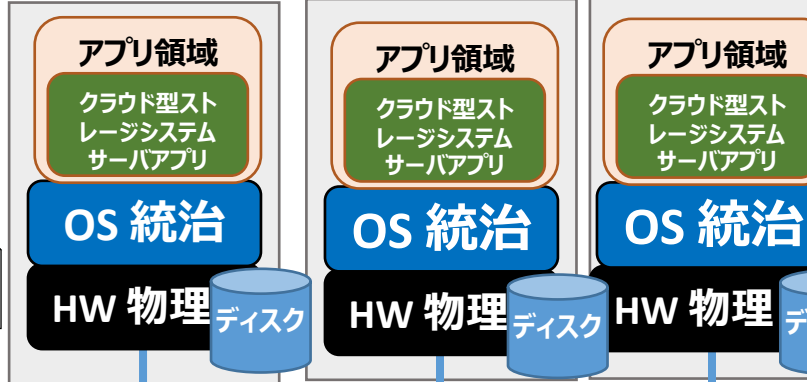 アプリ領域
クラウド型スト
レージシステム
サーバアプリ
OS 統治
HW 物理
ディスク
アプリ領域
クラウド型スト
レージシステム
サーバアプリ
OS 統治
HW 物理
ディスク
アプリ領域
クラウド型スト
レージシステム
サーバアプリ
OS 統治
HW 物理
デ